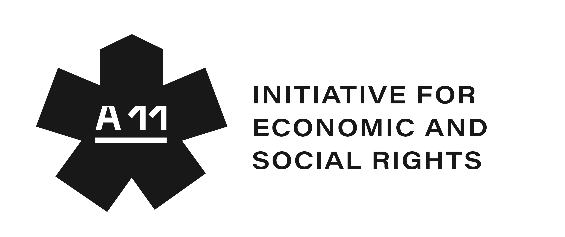 A 11
INITIATIVE FOR
ECONOMIC AND
SOCIAL RIGHTS